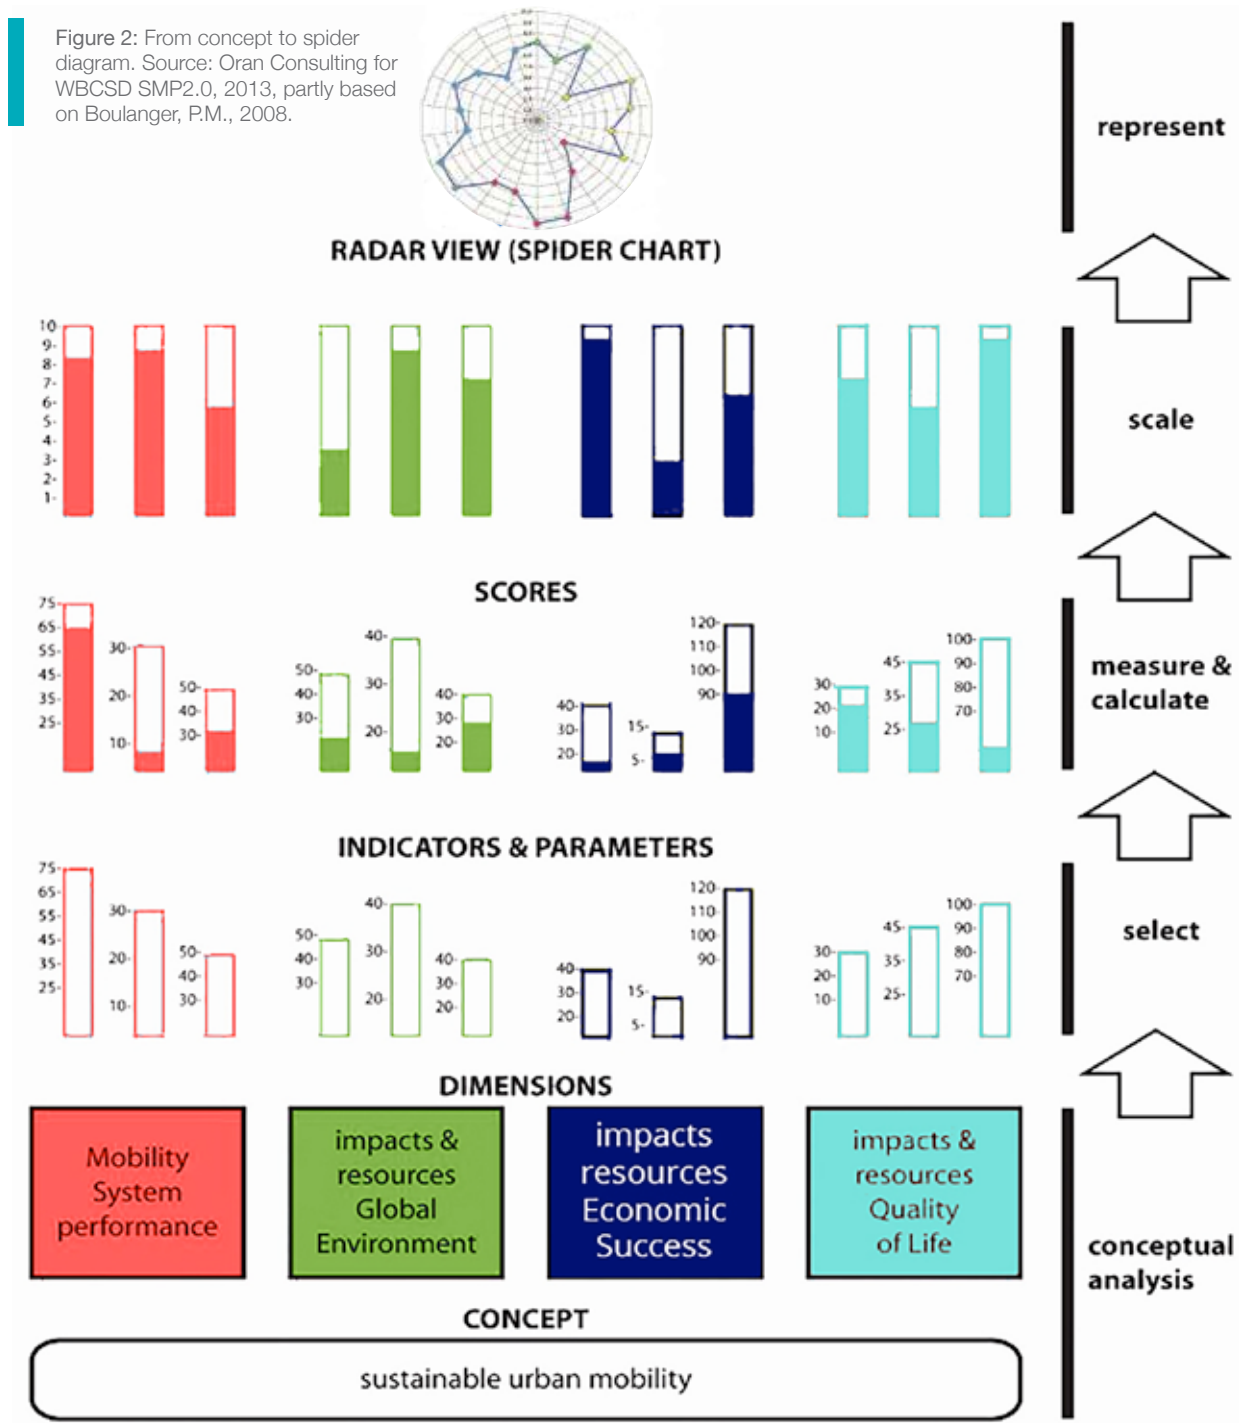 Figure 2: From concept to spider
diagram. Source: Oran Consulting for
WBCSD SMP2.0, 2013, partly based
on Boulanger, P.M., 2008.
represent
RADAR VIEW (SPIDER CHART)
10
9-
8-
7-
6-
5-
4-
3-
2-
1-
scale
SCORES
75-
65-
55-
45-
35-
25-
30-
20-
10-
50-
40-
30-
50-
40-
30-
40-
30-
20-
40-
30-
20-
40-
30-
20-
15-
5-
120-
110-
100-
90-
30-
20-
10-
45-
35-
25-
100-
90-
80-
70-
measure &
calculate
INDICATORS & PARAMETERS
75-
65-
55-
45-
35-
25-
30-
20-
10-
50-
40-
30-
50-
40-
30-
40-
30-
20-
40-
30-
20-
40-
30-
20-
15-
5-
120-
110-
100-
90-
30-
20-
10-
45-
35-
25-
100-
90-
80-
70-
select
DIMENSIONS
Mobility
System
performance
impacts &
resources
Global
Environment
impacts
resources
Economic
Success
impacts &
resources
Quality
of Life
conceptual
analysis
CONCEPT
sustainable urban mobility